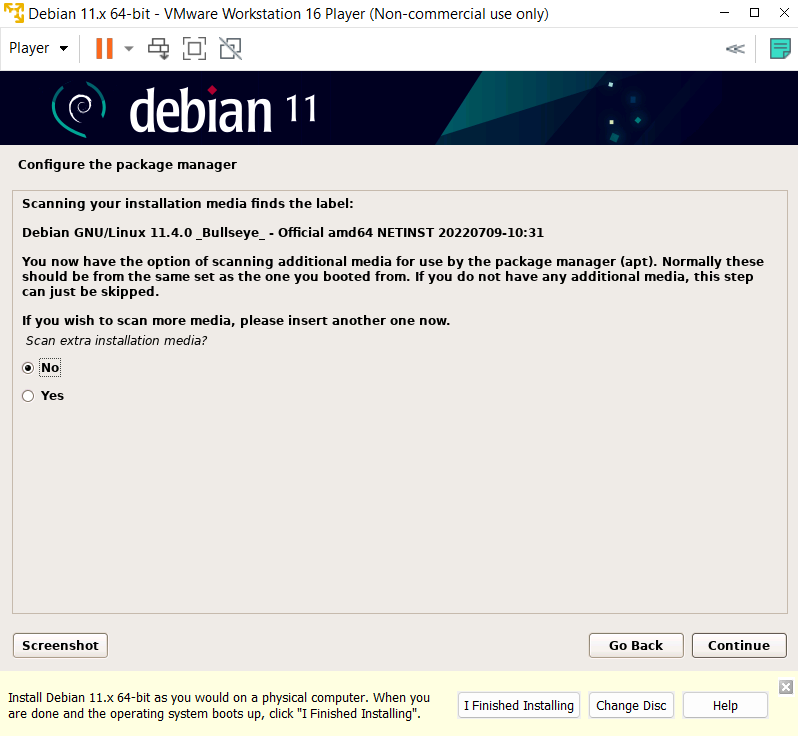 Debian 11.x 64-bit - VMware Workstation 16 Player (Non-commercial use only)
Player
debian 11
Configure the package manager
Scanning your installation media finds the label:
Debian GNU/Linux 11.4.0 _Bullseye_ - Official amd64 NETINST 20220709-10:31
You now have the option of scanning additional media for use by the package manager (apt). Normally these
should be from the same set as the one you booted from. If you do not have any additional media, this step
can just be skipped.
If you wish to scan more media, please insert another one now.
Scan extra installation media?
No
Yes
Screenshot
Go Back
Continue
Install Debian 11.x 64-bit as you would on a physical computer. When you
are done and the operating system boots up, click "I Finished Installing".
I Finished Installing
Change Disc
Help